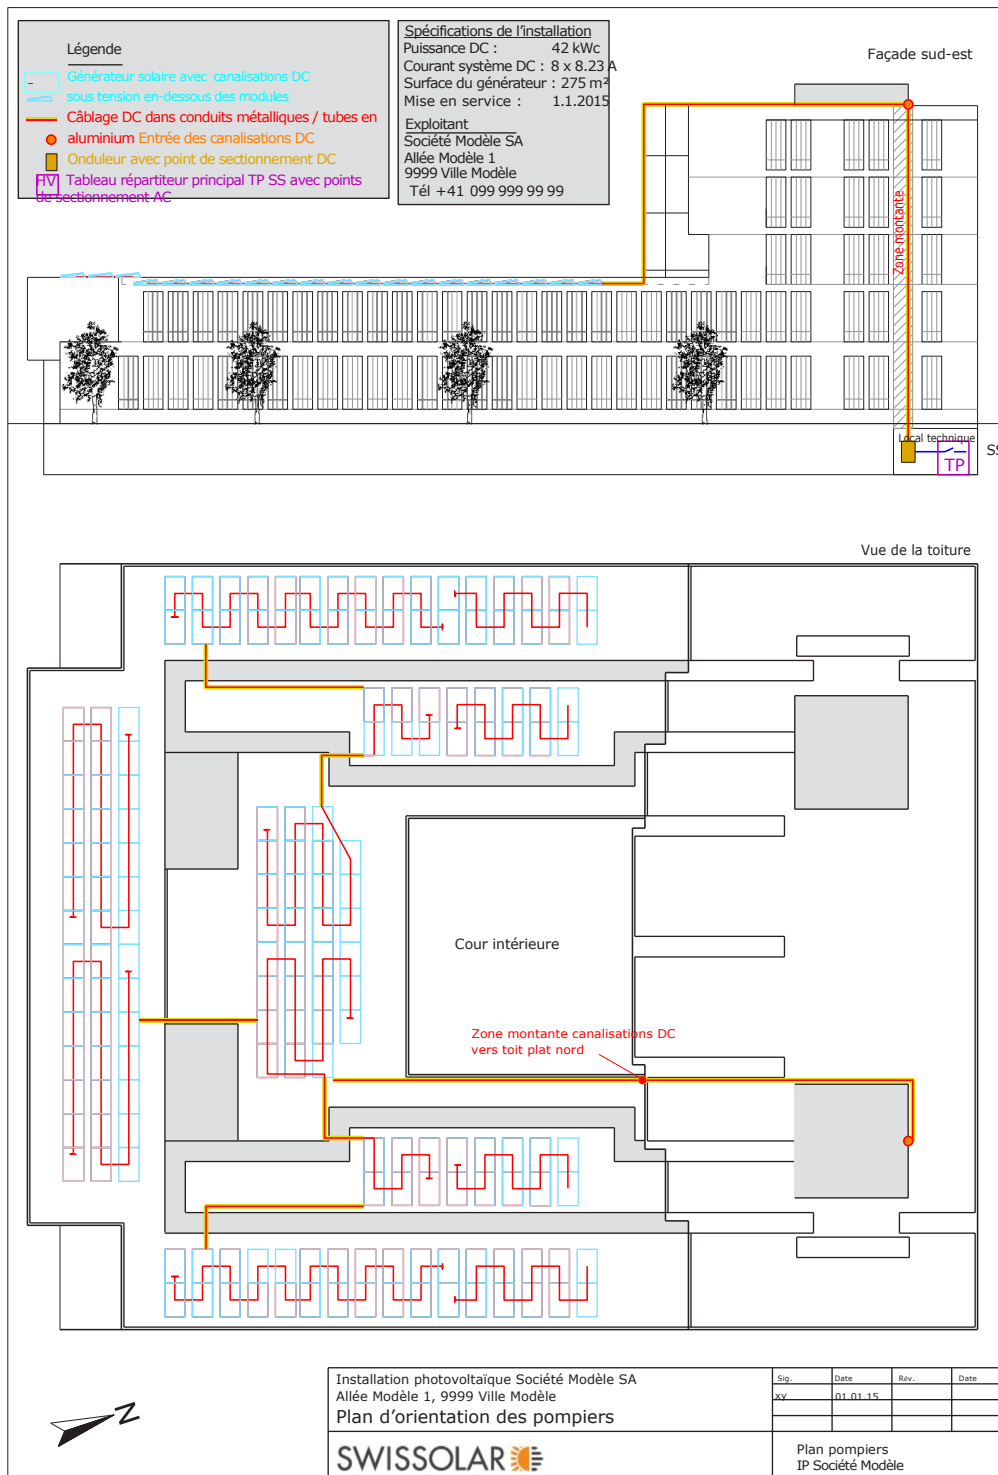 Légende
Générateur solaire avec canalisations DC
sous tension en-dessous des modules
Câblage DC dans conduits métalliques / tubes en
aluminium Entrée des canalisations DC
Onduleur avec point de sectionnement DC
HV Tableau répartiteur principal TP SS avec points
de sectionnement AC
Spécifications de l'installation
Puissance DC : 42 kWc
Courant système DC : 8 x 8.23 A
Surface du générateur : 275 m²
Mise en service : 1.1.2015
Exploitant
Société Modèle SA
Allée Modèle 1
9999 Ville Modèle
Tél +41 099 999 99 99
Façade sud-est
Zone montante
Local technique
TP
SS
Vue de la toiture
Cour intérieure
Zone montante canalisations DC
vers toit plat nord
N
Installation photovoltaïque Société Modèle SA
Allée Modèle 1, 9999 Ville Modèle
Plan d'orientation des pompiers
SWISSOLAR
Sig. Date Rév. Date
xy 01.01.15
Plan pompiers
IP Société Modèle